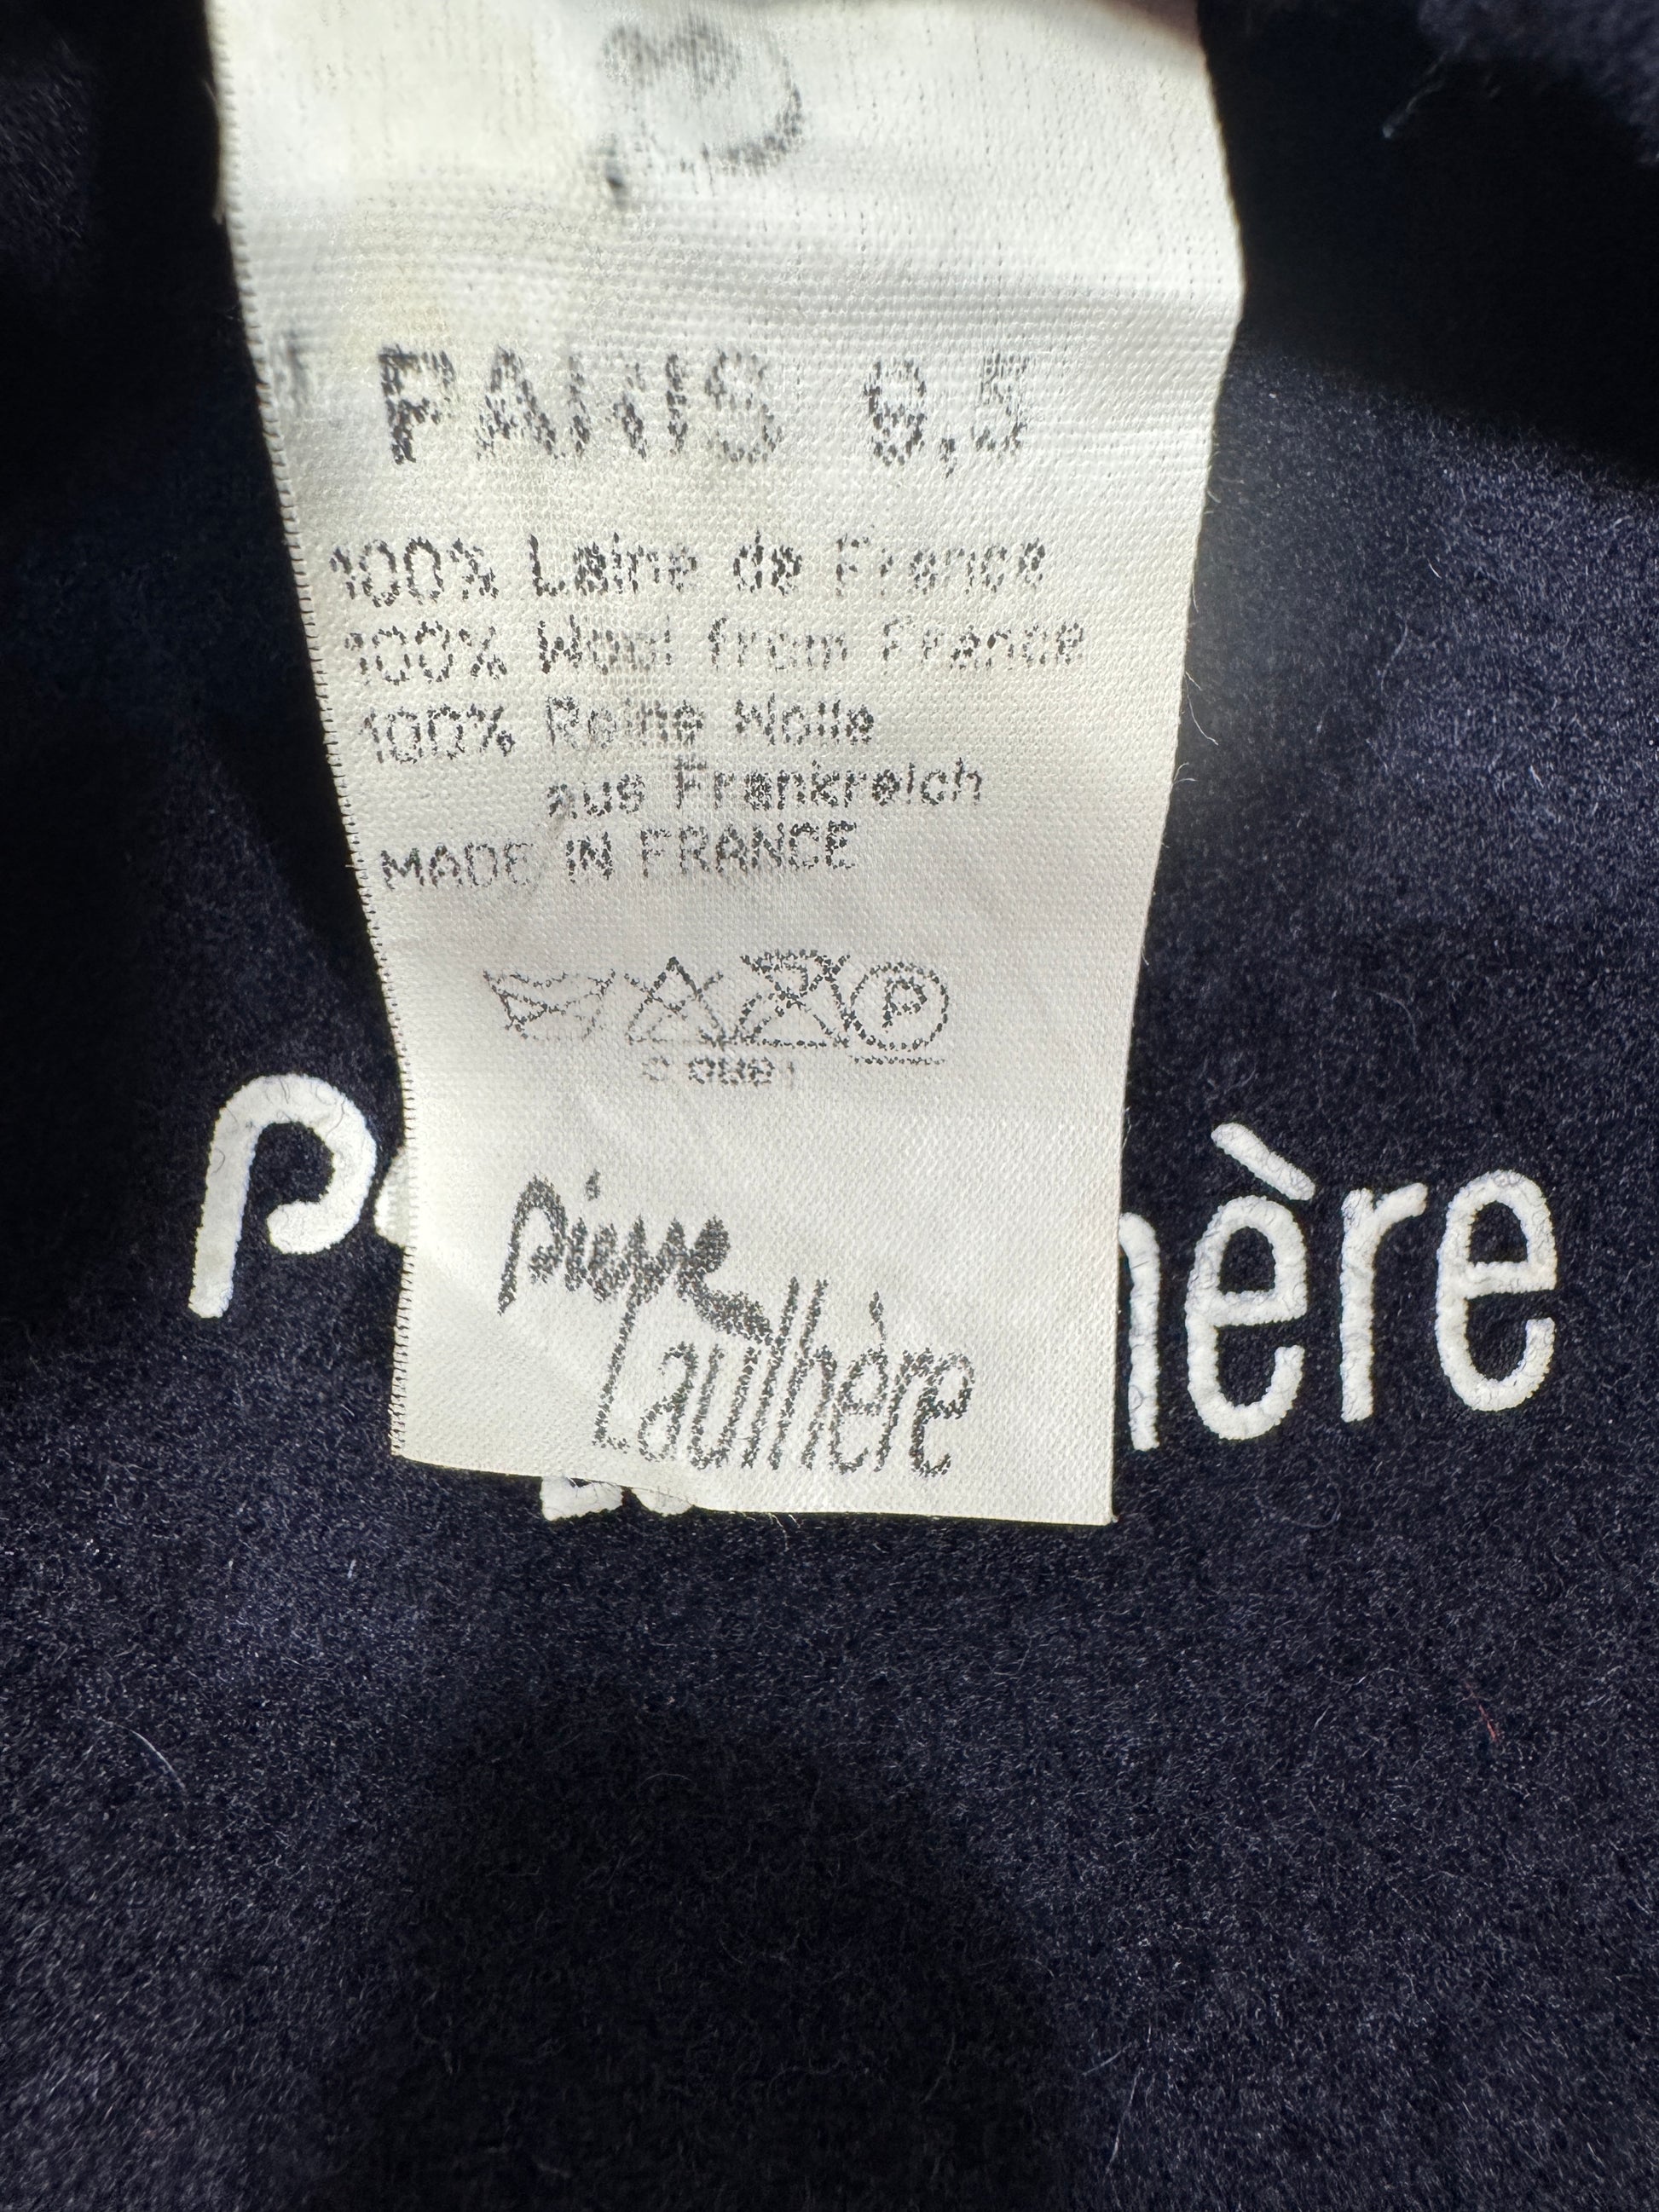 PARIS 9,5
100% Laine de France
100% Wool from France
100% Reine Wolle
aus Frankreich
MADE IN FRANCE
P
pierre
Laulhère
hère